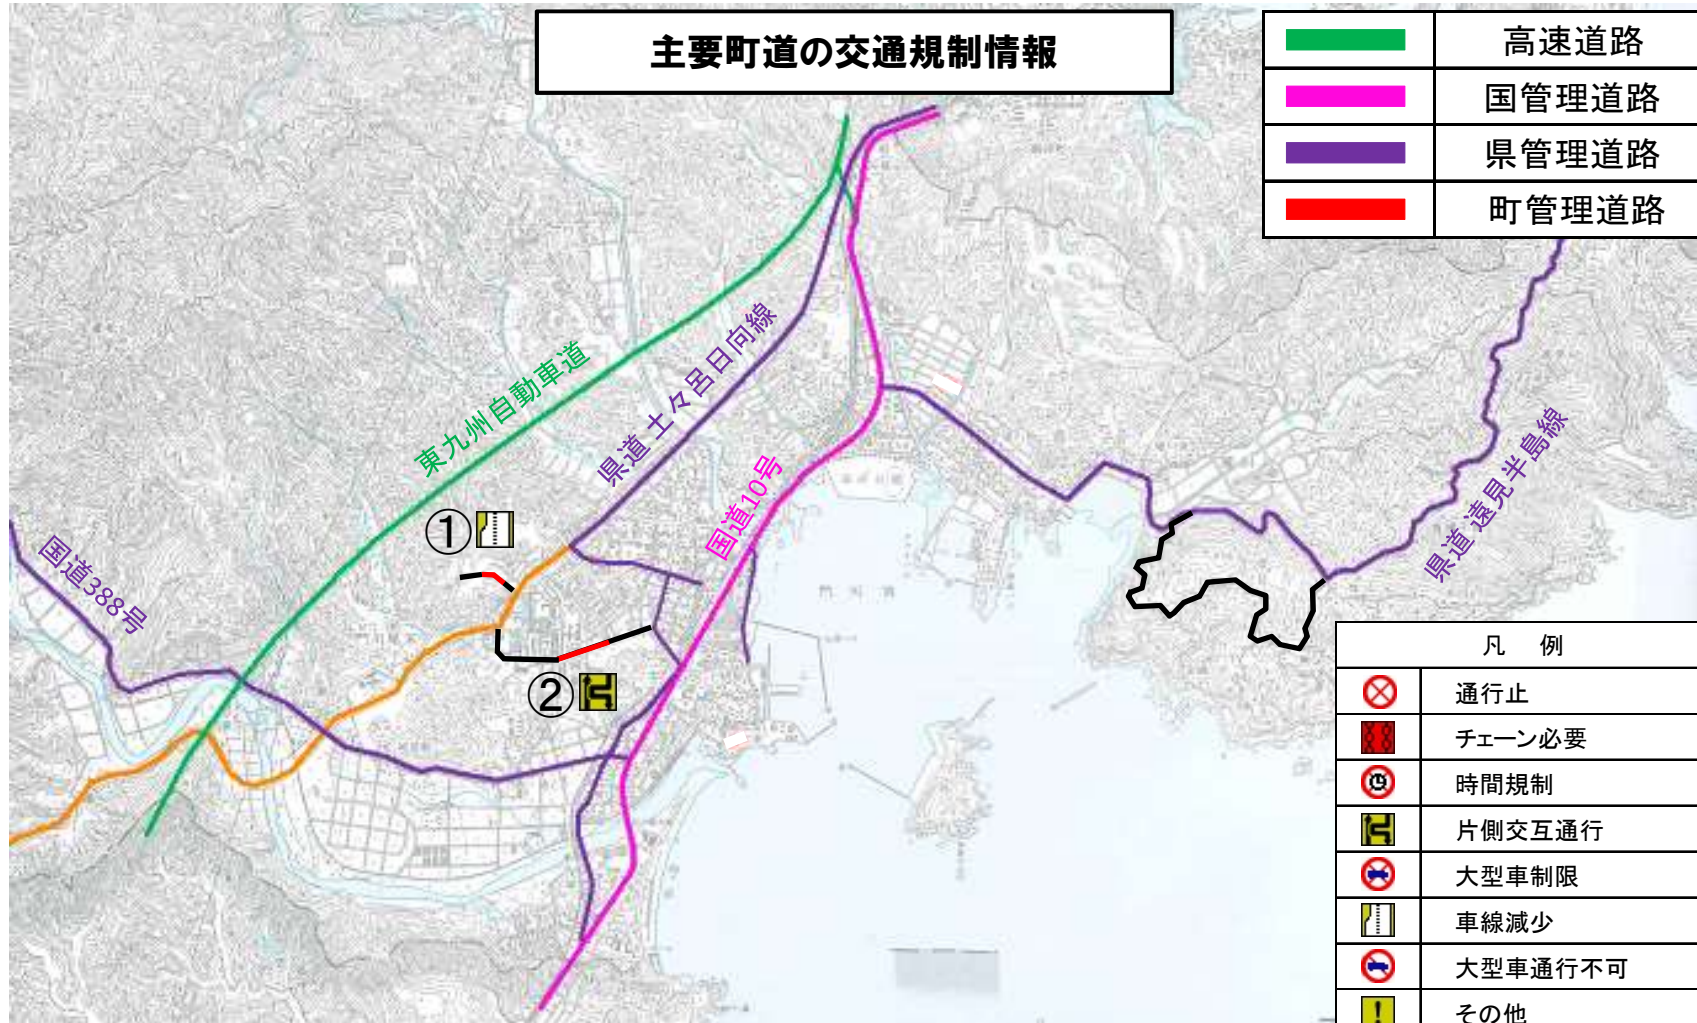 主要町道の交通規制情報
高速道路
国管理道路
県管理道路
町管理道路
東九州自動車道
県道 土々呂日向線
国道10号
国道388号
県道 遠見半島線
①
②
凡 例
通行止
チェーン必要
時間規制
片側交互通行
大型車制限
車線減少
大型車通行不可
その他